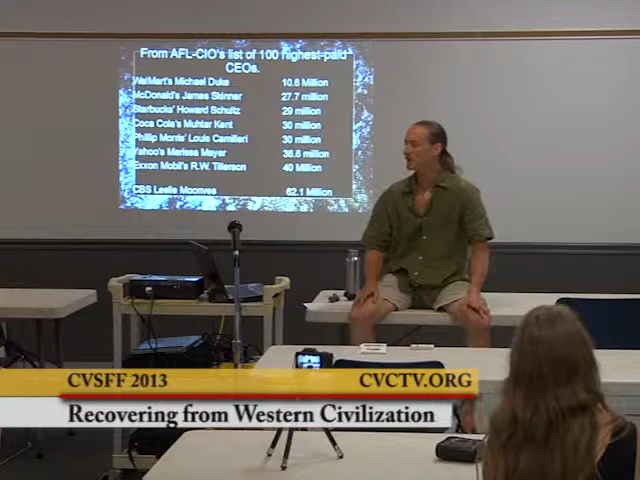 From AFL-CIO's list of 100 highest-paid
CEOs.
WalMart's Michael Duke 10.6 Million
McDonald's James Skinner 27.7 million
Starbucks' Howard Schultz 29 million
Coca Cola's Muhtar Kent 30 million
Phillip Morris' Louis Camilleri 30 million
Yahoo's Marissa Mayer 36.6 million
Exxon Mobil's R.W. Tillerson 40 Million
CBS Leslie Moonves 62.1 Million
CVSFF 2013 CVCTV.ORG
Recovering from Western Civilization